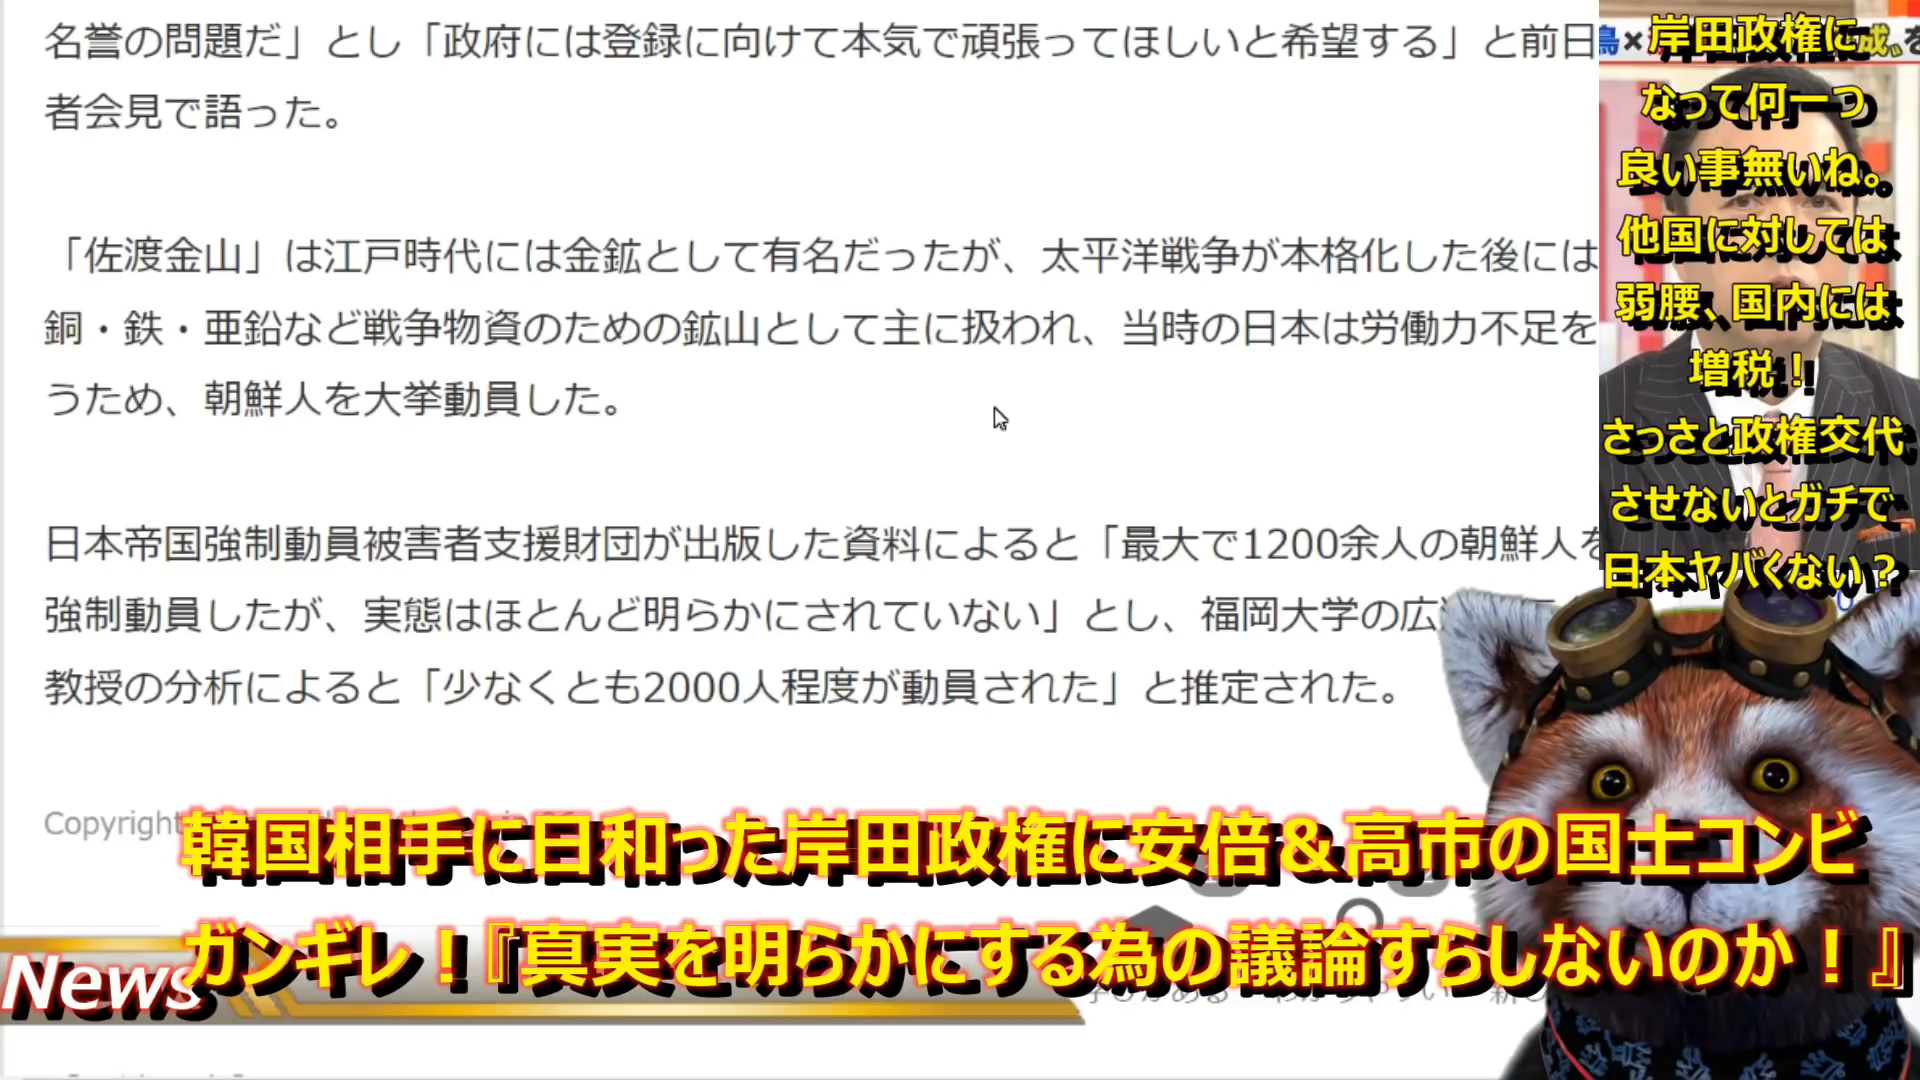 名誉の問題だ」とし「政府には登録に向けて本気で頑張ってほしいと希望する」と前日
者会見で語った。
「佐渡金山」は江戸時代には金鉱として有名だったが、太平洋戦争が本格化した後には
銅・鉄・亜鉛など戦争物資のための鉱山として主に扱われ、当時の日本は労働力不足を
うため、朝鮮人を大挙動員した。
日本帝国強制動員被害者支援財団が出版した資料によると「最大で1200余人の朝鮮人を
強制動員したが、実態はほとんど明らかにされていない」とし、福岡大学の広
教授の分析によると「少なくとも2000人程度が動員された」と推定された。
Copyright
岸田政権に
なって何一つ
良い事無いね。
他国に対しては
弱腰、国内には
増税！
さっさと政権交代
させないとガチで
日本ヤバくない？
韓国相手に日和った岸田政権に安倍＆高市の国士コンビ
ガンギレ！『真実を明らかにする為の議論すらしないのか！』
News